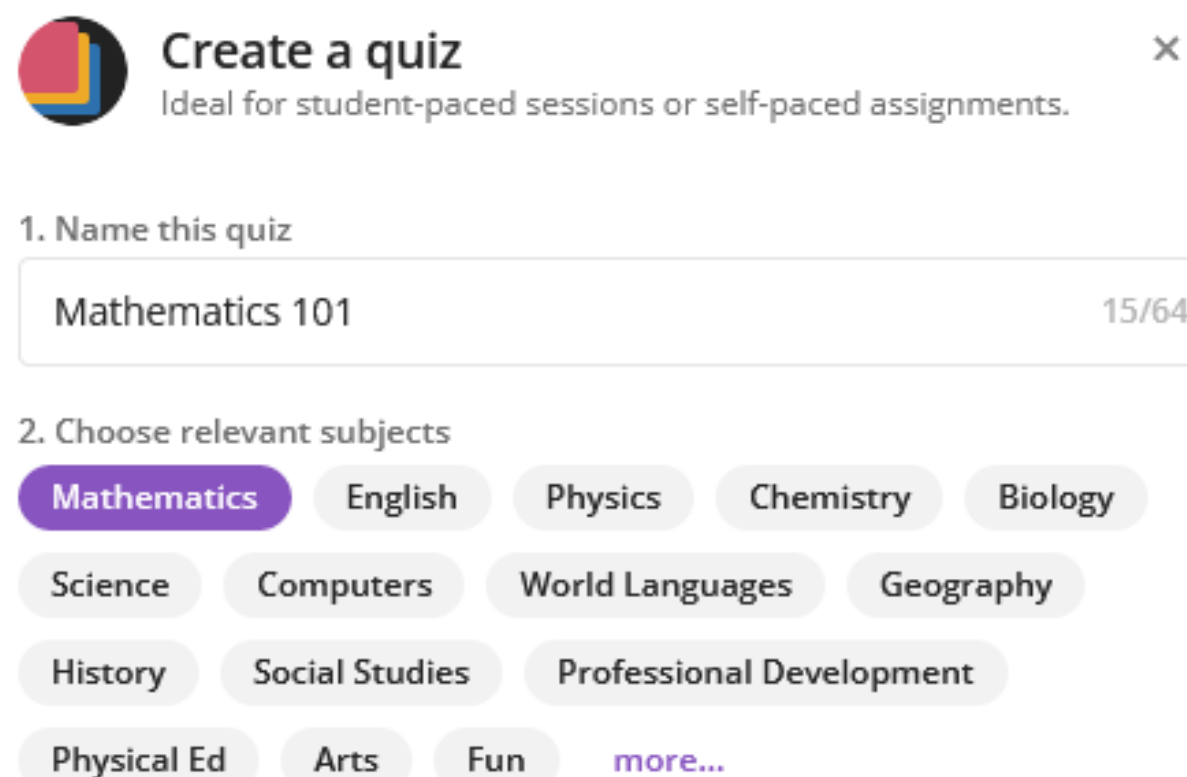 Create a quiz
Ideal for student-paced sessions or self-paced assignments.
1. Name this quiz
Mathematics 101 15/64
2. Choose relevant subjects
Mathematics English Physics Chemistry Biology
Science Computers World Languages Geography
History Social Studies Professional Development
Physical Ed Arts Fun more...